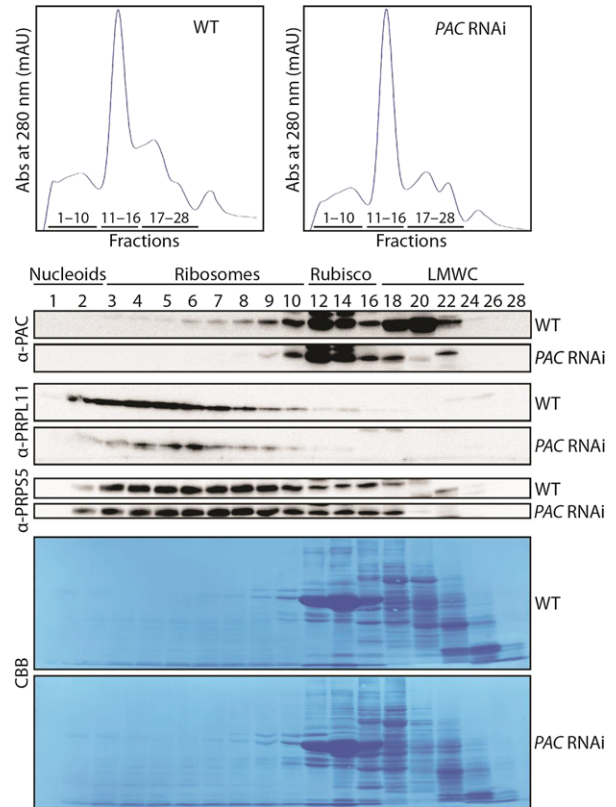 WT
PAC RNAi
Abs at 280 nm (mAU)
Abs at 280 nm (mAU)
1–10 11–16 17–28
1–10 11–16 17–28
Fractions
Fractions
Nucleoids Ribosomes Rubisco LMWC
1 2 3 4 5 6 7 8 9 10 12 14 16 18 20 22 24 26 28
α-PAC
WT
PAC RNAi
α-PRPL11
WT
PAC RNAi
α-PRPS5
WT
PAC RNAi
CBB
WT
PAC RNAi